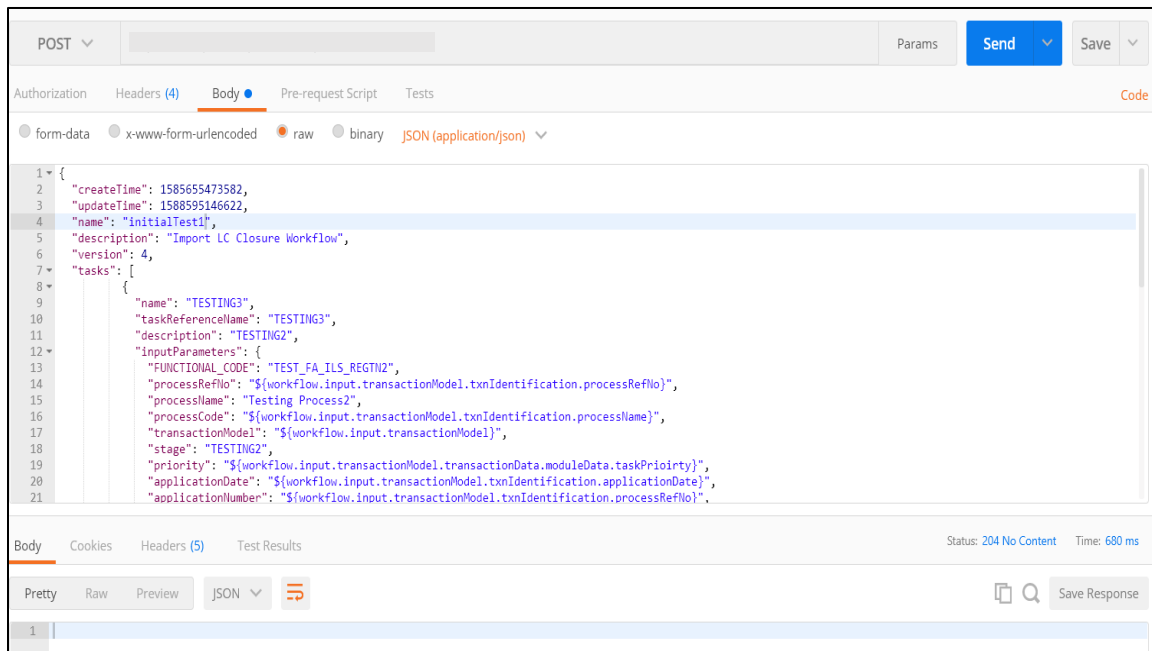 POST Params Send Save
Authorization Headers (4) Body Pre-request Script Tests Code
form-data x-www-form-urlencoded raw binary JSON (application/json)
1 {
2 "createTime": 1585655473582,
3 "updateTime": 1588595146622,
4 "name": "initialTest1",
5 "description": "Import LC Closure Workflow",
6 "version": 4,
7 "tasks": [
8 {
9 "name": "TESTING3",
10 "taskReferenceName": "TESTING3",
11 "description": "TESTING2",
12 "inputParameters": {
13 "FUNCTIONAL_CODE": "TEST_FA_ILS_REGTN2",
14 "processRefNo": "${workflow.input.transactionModel.txnIdentification.processRefNo}",
15 "processName": "Testing Process2",
16 "processCode": "${workflow.input.transactionModel.txnIdentification.processName}",
17 "transactionModel": "${workflow.input.transactionModel}",
18 "stage": "TESTING2",
19 "priority": "${workflow.input.transactionModel.transactionData.moduleData.taskPrioirty}",
20 "applicationDate": "${workflow.input.transactionModel.txnIdentification.applicationDate}",
21 "applicationNumber": "${workflow.input.transactionModel.txnIdentification.processRefNo}",
Body Cookies Headers (5) Test Results Status: 204 No Content Time: 680 ms
Pretty Raw Preview JSON Save Response
1